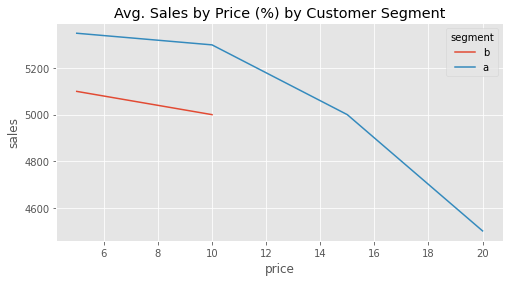 Avg. Sales by Price (%) by Customer Segment
segment
b
a
sales
5200
5000
4800
4600
6 8 10 12 14 16 18 20
price